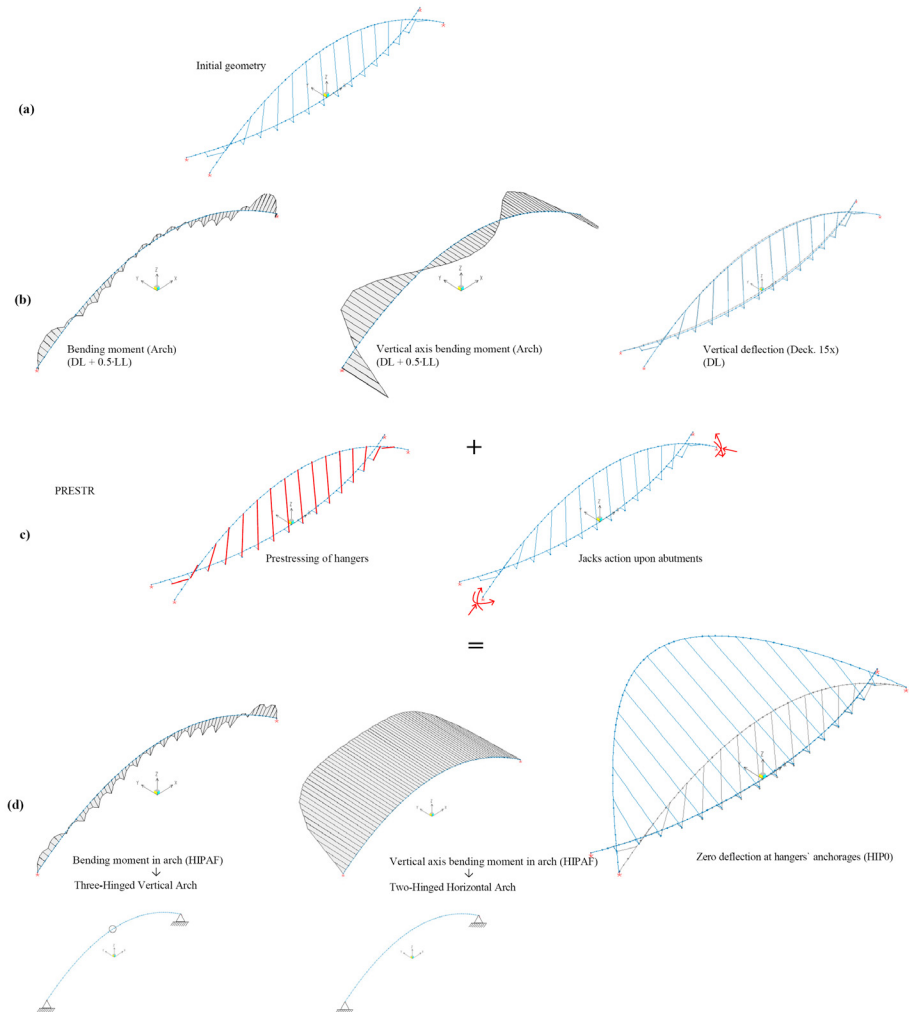 Initial geometry
(a)
Z
Y
X
(b)
Z
Y
X
Z
Y
X
Bending moment (Arch)
(DL + 0.5·LL)
Vertical axis bending moment (Arch)
(DL + 0.5·LL)
Vertical deflection (Deck. 15x)
(DL)
+
PRESTR
c)
Prestressing of hangers
Jacks action upon abutments
=
(d)
Z
Y
X
Z
Y
X
Bending moment in arch (HIPAF)
↓
Three-Hinged Vertical Arch
Vertical axis bending moment in arch (HIPAF)
↓
Two-Hinged Horizontal Arch
Zero deflection at hangers´ anchorages (HIP0)